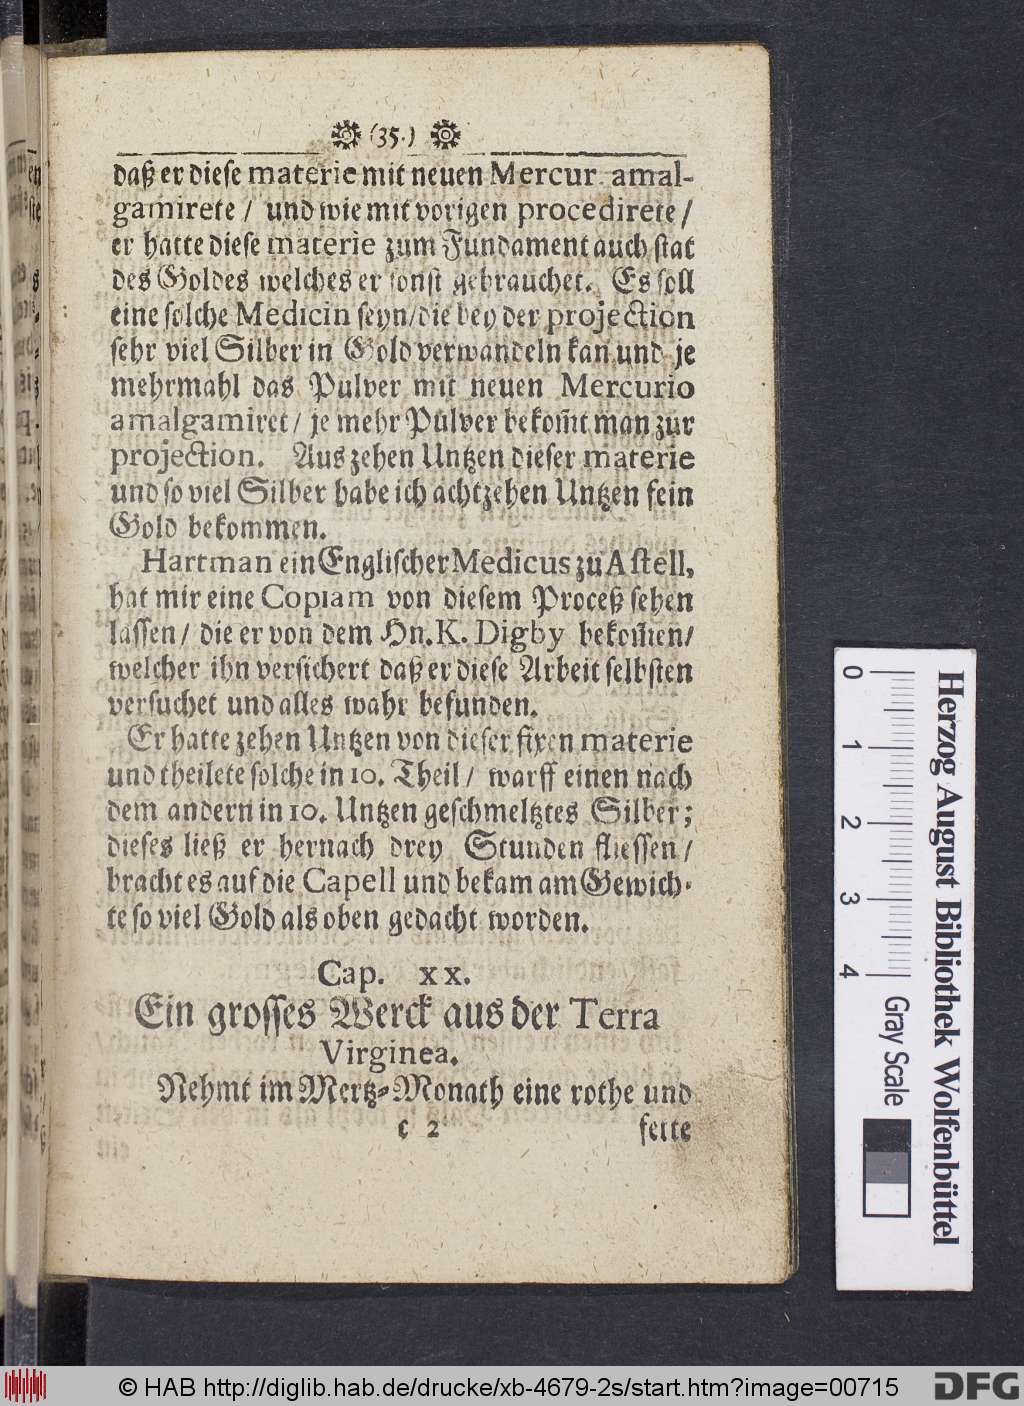 (35.)
daß er diese materie mit neuen Mercur. amal-
gamirete / und wie mit vorigen procedirete /
er hatte diese materie zum Fundament auch stat
des Goldes welches er sonst gebrauchet. Es soll
eine solche Medicin seyn/die bey der projection
sehr viel Silber in Gold verwandeln kan und je
mehrmahl das Pulver mit neuen Mercurio
amalgamiret / je mehr Pulver bekom̃t man zur
projection. Aus zehen Untzen dieser materie
und so viel Silber habe ich achtzehen Untzen fein
Gold bekommen.
Hartman ein Englischer Medicus zu Astell,
hat mir eine Copiam von diesem Proceß sehen
lassen / die er von dem Hn. K. Digby bekom̃en/
welcher ihn versichert daß er diese Arbeit selbsten
versuchet und alles wahr befunden.
Er hatte zehen Untzen von dieser fixen materie
und theilete solche in 10. Theil / warff einen nach
dem andern in 10. Untzen geschmeltztes Silber;
dieses ließ er hernach drey Stunden fliessen /
bracht es auf die Capell und bekam am Gewich-
te so viel Gold als oben gedacht worden.
Cap. XX.
Ein grosses Werck aus der Terra
Virginea.
Nehmt im Mertz-Monath eine rothe und
c 2 fette
0 1 2 3 4
Gray Scale
Herzog August Bibliothek Wolfenbüttel
© HAB http://diglib.hab.de/drucke/xb-4679-2s/start.htm?image=00715
DFG